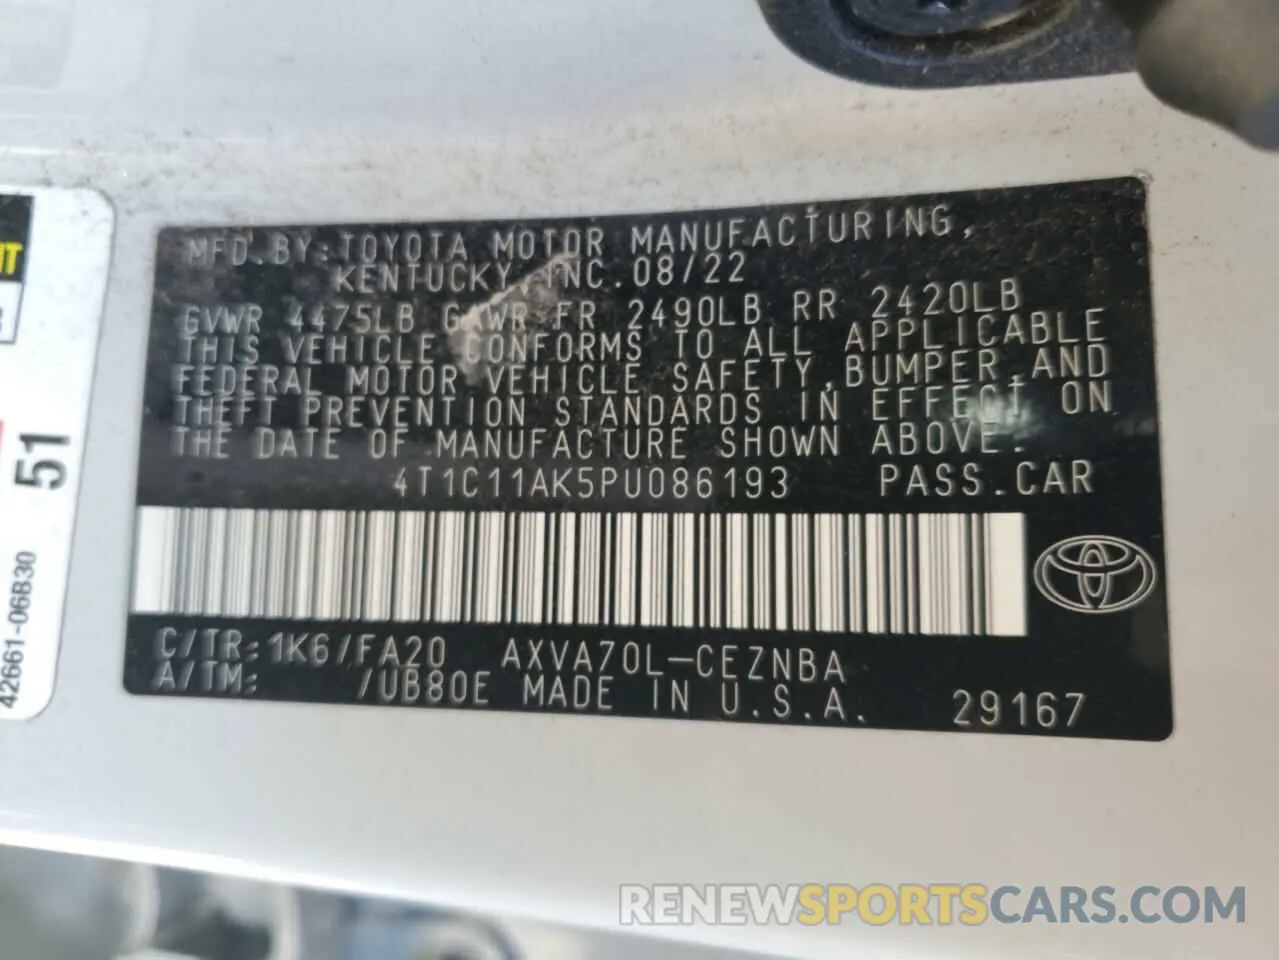 MFD. BY: TOYOTA MOTOR MANUFACTURING,
KENTUCKY, INC. 08/22
GVWR 4475LB GAWR FR 2490LB RR 2420LB
THIS VEHICLE CONFORMS TO ALL APPLICABLE
FEDERAL MOTOR VEHICLE SAFETY, BUMPER, AND
THEFT PREVENTION STANDARDS IN EFFECT ON
THE DATE OF MANUFACTURE SHOWN ABOVE.
4T1C11AK5PU086193 PASS. CAR
C/TR: 1K6/FA20 AXVA70L-CEZNBA
A/TM: /UB80E MADE IN U.S.A. 29167
51
42661-06B30
RENEWSPORTSCARS.COM